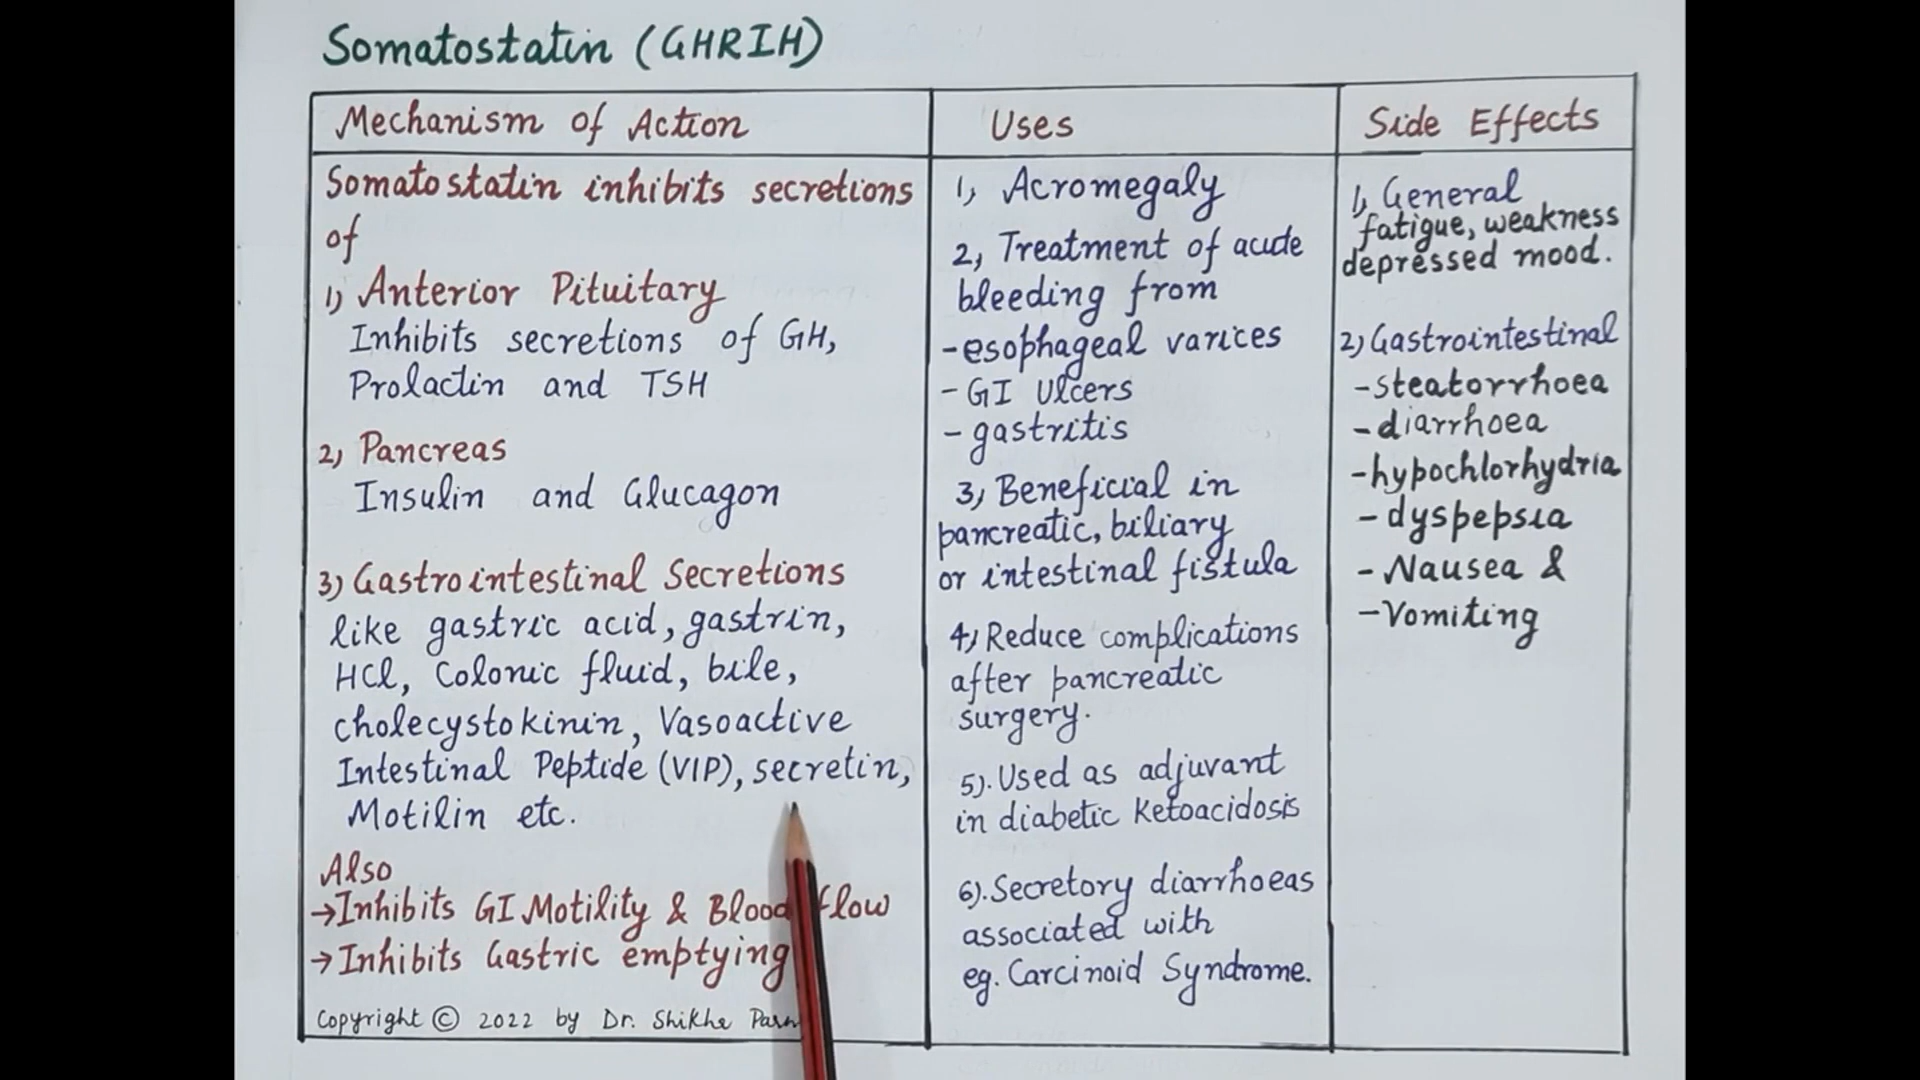 Somatostatin (GHRIH)
Mechanism of Action
Somatostatin inhibits secretions
of
1) Anterior Pituitary
Inhibits secretions of GH,
Prolactin and TSH
2) Pancreas
Insulin and Glucagon
3) Gastrointestinal Secretions
like gastric acid, gastrin,
HCl, Colonic fluid, bile,
cholecystokinin, Vasoactive
Intestinal Peptide (VIP), secretin,
Motilin etc.
Also
→Inhibits GI Motility & Blood flow
→Inhibits Gastric emptying
Copyright © 2022 by Dr. Shikha
Uses
1) Acromegaly
2) Treatment of acute
bleeding from
-esophageal varices
- GI Ulcers
- gastritis
3) Beneficial in
pancreatic, biliary
or intestinal fistula
4) Reduce complications
after pancreatic
surgery.
5). Used as adjuvant
in diabetic Ketoacidosis
6). Secretory diarrhoeas
associated with
eg. Carcinoid Syndrome.
Side Effects
1) General
fatigue, weakness
depressed mood.
2) Gastrointestinal
-steatorrhoea
-diarrhoea
-hypochlorhydria
- dyspepsia
- Nausea &
-Vomiting